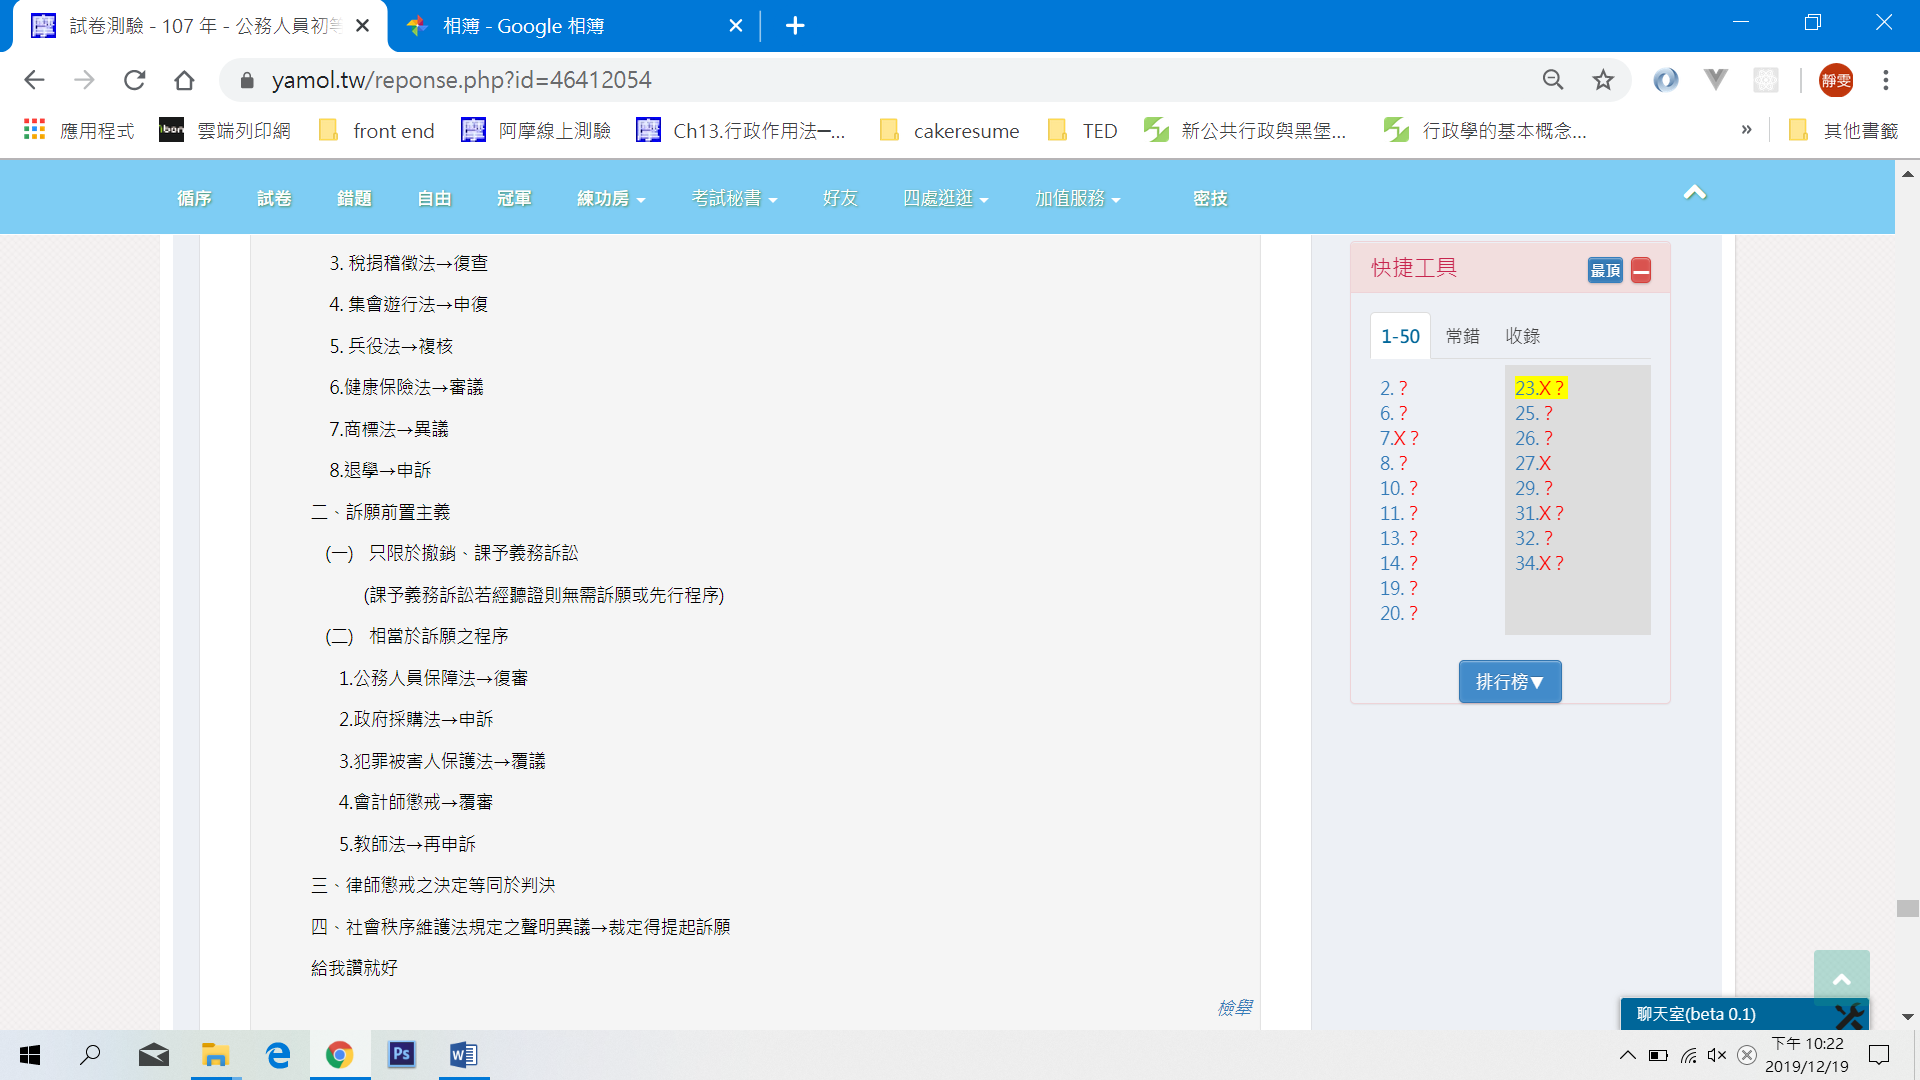 試卷測驗 - 107 年 - 公務人員初
相簿 - Google 相簿
yamol.tw/reponse.php?id=46412054
靜雯
應用程式
ibon
雲端列印網
front end
摩
阿摩線上測驗
摩
Ch13.行政作用法─...
cakeresume
TED
新公共行政與黑堡...
行政學的基本概念...
»
其他書籤
循序
試卷
錯題
自由
冠軍
練功房
考試秘書
好友
四處逛逛
加值服務
密技
3. 稅捐稽徵法→復查
4. 集會遊行法→申復
5. 兵役法→複核
6.健康保險法→審議
7.商標法→異議
8.退學→申訴
二、訴願前置主義
(一) 只限於撤銷、課予義務訴訟
(課予義務訴訟若經聽證則無需訴願或先行程序)
(二) 相當於訴願之程序
1.公務人員保障法→復審
2.政府採購法→申訴
3.犯罪被害人保護法→覆議
4.會計師懲戒→覆審
5.教師法→再申訴
三、律師懲戒之決定等同於判決
四、社會秩序維護法規定之聲明異議→裁定得提起訴願
給我讚就好
檢舉
快捷工具
最頂
1-50
常錯
收錄
2. ?
6. ?
7.X ?
8. ?
10. ?
11. ?
13. ?
14. ?
19. ?
20. ?
23.X ?
25. ?
26. ?
27.X
29. ?
31.X ?
32. ?
34.X ?
排行榜▼
聊天室(beta 0.1)
Ps
下午 10:22
2019/12/19